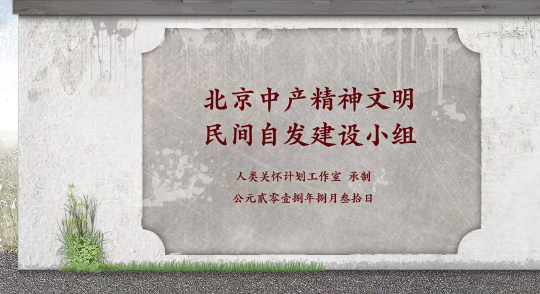 北京中产精神文明
民间自发建设小组
人类关怀计划工作室 承制
公元贰零壹捌年捌月叁拾日